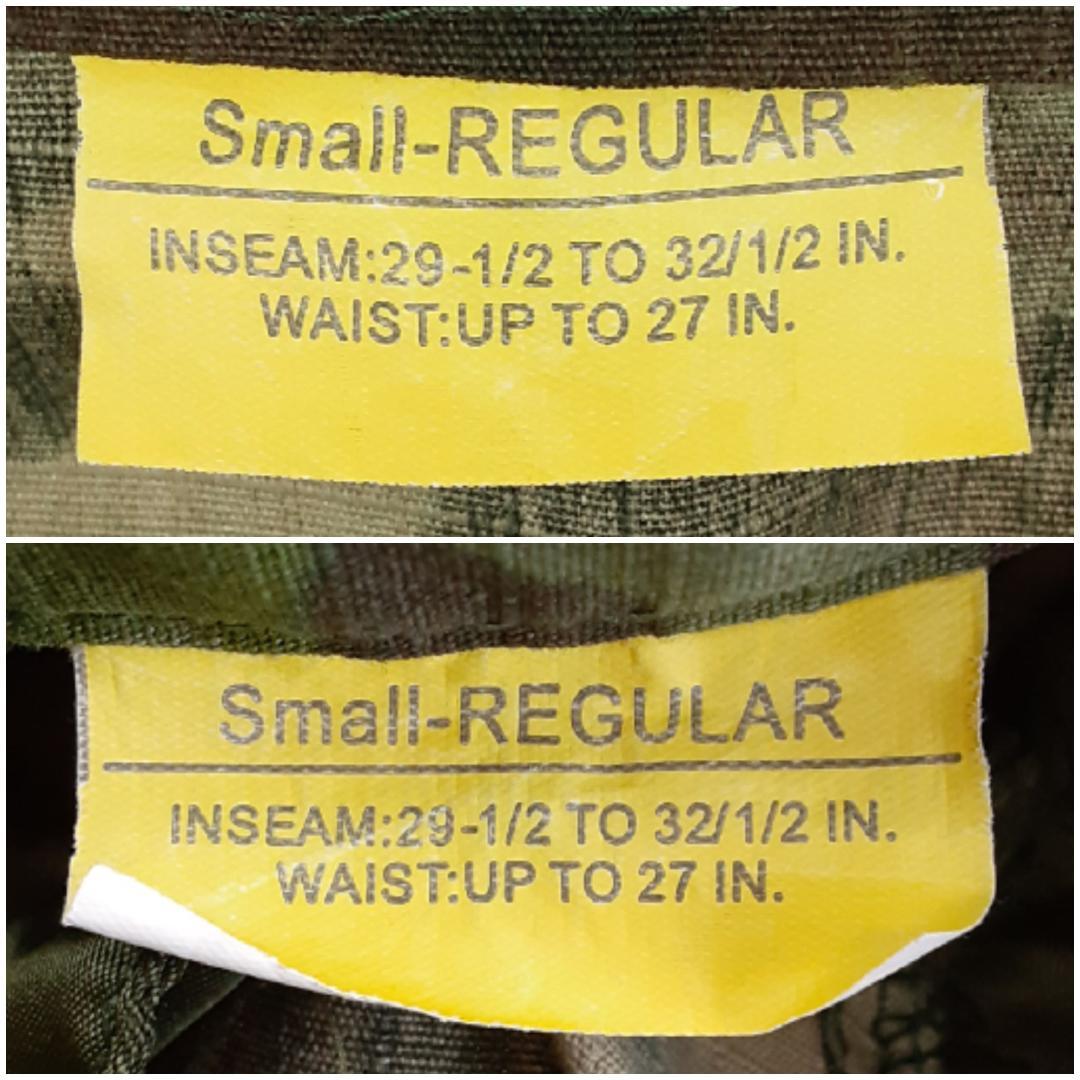 Small-REGULAR
INSEAM:29-1/2 TO 32/1/2 IN.
WAIST:UP TO 27 IN.
Small-REGULAR
INSEAM:29-1/2 TO 32/1/2 IN.
WAIST:UP TO 27 IN.